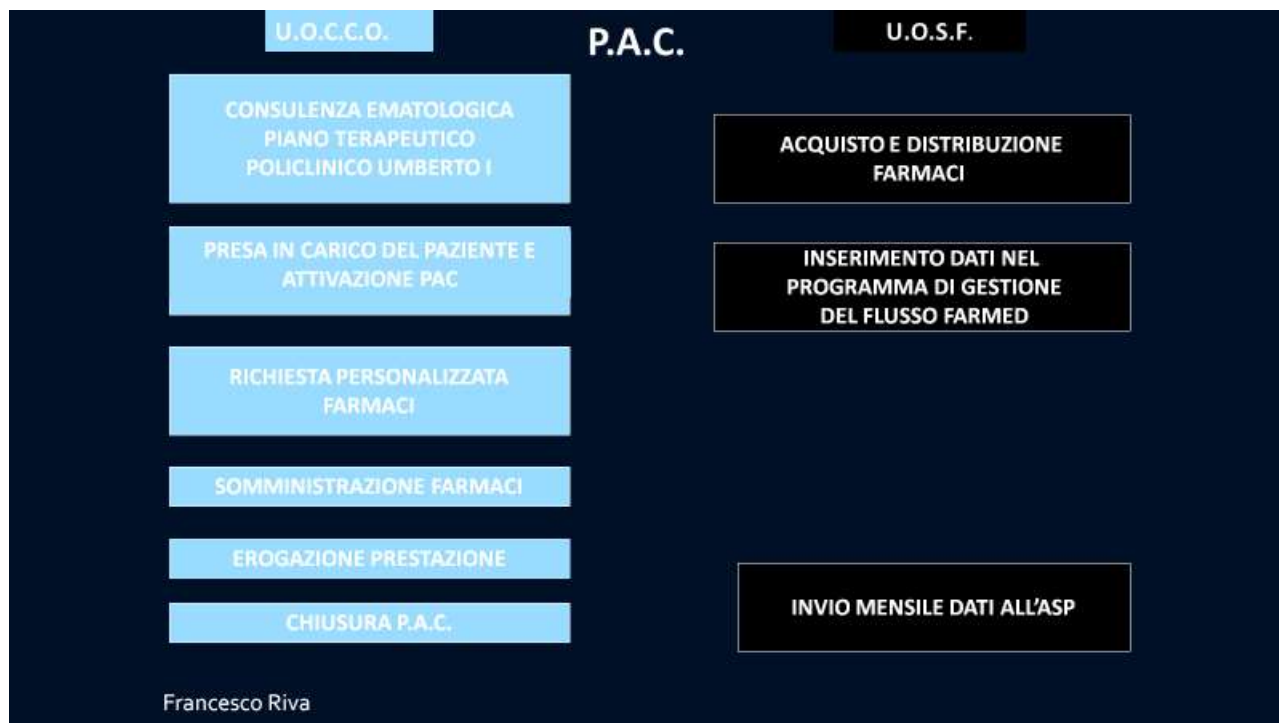 U.O.C.C.O.
P.A.C.
U.O.S.F.
CONSULENZA EMATOLOGICA
PIANO TERAPEUTICO
POLICLINICO UMBERTO I
PRESA IN CARICO DEL PAZIENTE E
ATTIVAZIONE PAC
RICHIESTA PERSONALIZZATA
FARMACI
SOMMINISTRAZIONE FARMACI
EROGAZIONE PRESTAZIONE
CHIUSURA P.A.C.
ACQUISTO E DISTRIBUZIONE
FARMACI
INSERIMENTO DATI NEL
PROGRAMMA DI GESTIONE
DEL FLUSSO FARMED
INVIO MENSILE DATI ALL'ASP
Francesco Riva